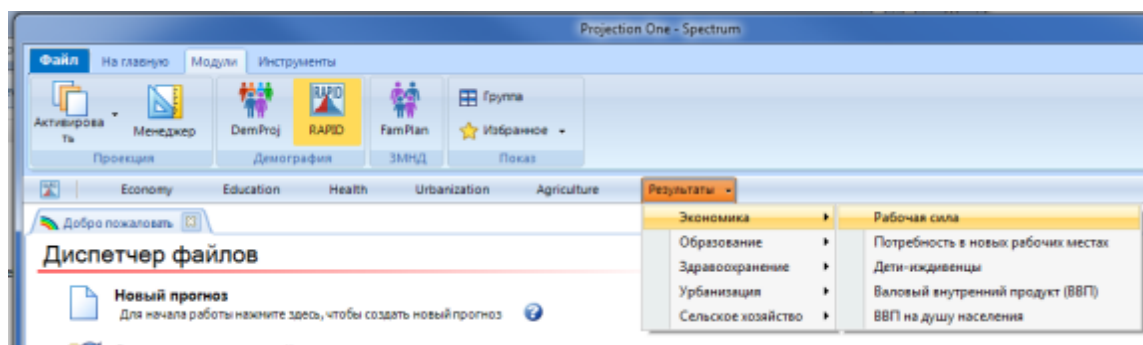 Projection One - Spectrum
Файл На главную Модули Инструменты
Активирова
ть
Менеджер DemProj RAPID FamPlan
RAPID
Группа
Избранное
Проекция Демография ЗМНД Показ
Economy Education Health Urbanization Agriculture Результаты
Добро пожаловать
Экономика Рабочая сила
Диспетчер файлов
Образование Потребность в новых рабочих местах
Здравоохранение Дети-иждивенцы
Новый прогноз
Урбанизация Валовый внутренний продукт (ВВП)
Для начала работы нажмите здесь, чтобы создать новый прогноз
Сельское хозяйство ВВП на душу населения